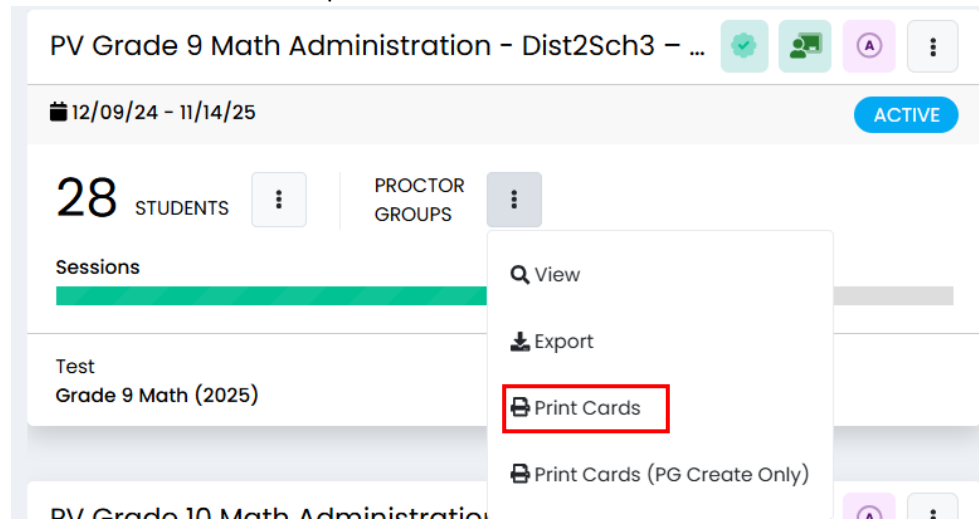 PV Grade 9 Math Administration - Dist2Sch3 – ...
A
12/09/24 - 11/14/25
ACTIVE
28 STUDENTS
PROCTOR
GROUPS
Sessions
View
Export
Test
Grade 9 Math (2025)
Print Cards
Print Cards (PG Create Only)
PV Grade 10 Math Administration
A